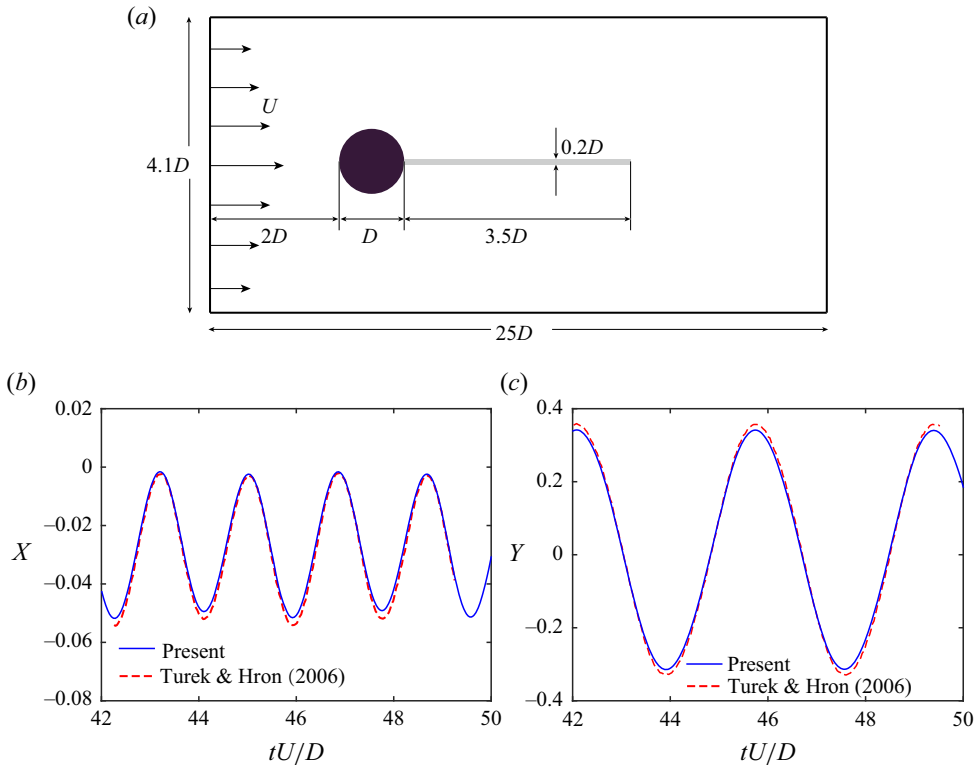 (a)
U
4.1D
0.2D
2D
D
3.5D
25D
(b)
0.02
0
−0.02
−0.04
−0.06
−0.08
X
Present
Turek & Hron (2006)
42
44
46
48
50
tU/D
(c)
0.4
0.2
0
−0.2
−0.4
Y
Present
Turek & Hron (2006)
42
44
46
48
50
tU/D